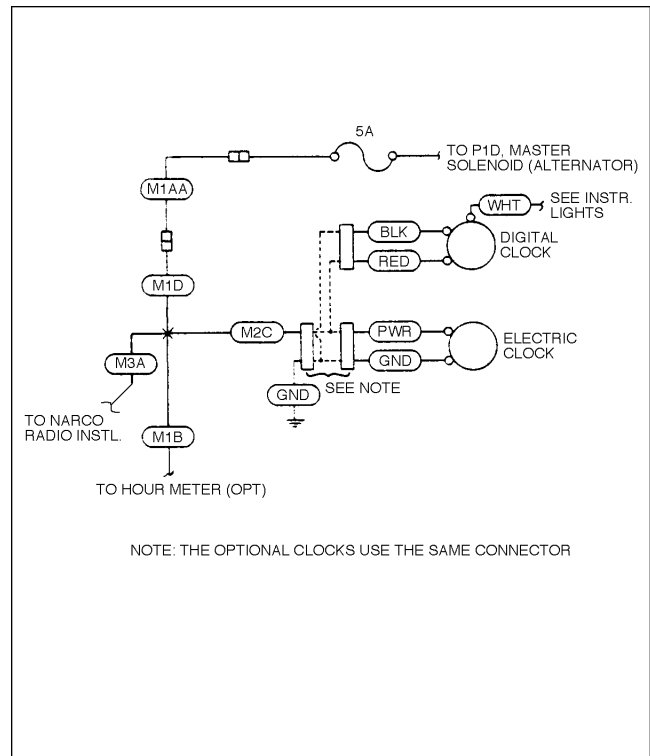 5A
TO P1D, MASTER
SOLENOID (ALTERNATOR)
M1AA
WHT
SEE INSTR.
LIGHTS
BLK
DIGITAL
CLOCK
RED
M1D
M2C
PWR
ELECTRIC
CLOCK
GND
M3A
SEE NOTE
GND
TO NARCO
RADIO INSTL.
M1B
TO HOUR METER (OPT)
NOTE: THE OPTIONAL CLOCKS USE THE SAME CONNECTOR